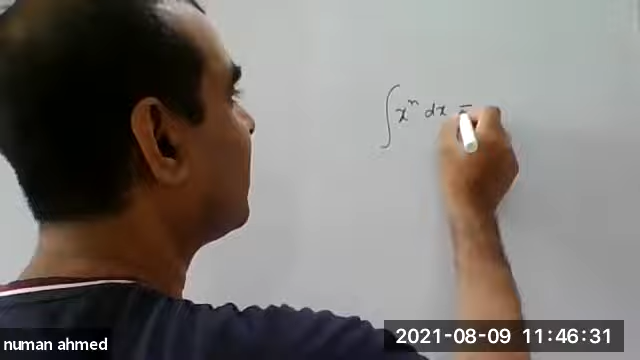 ∫xⁿ dx =
numan ahmed
2021-08-09 11:46:31